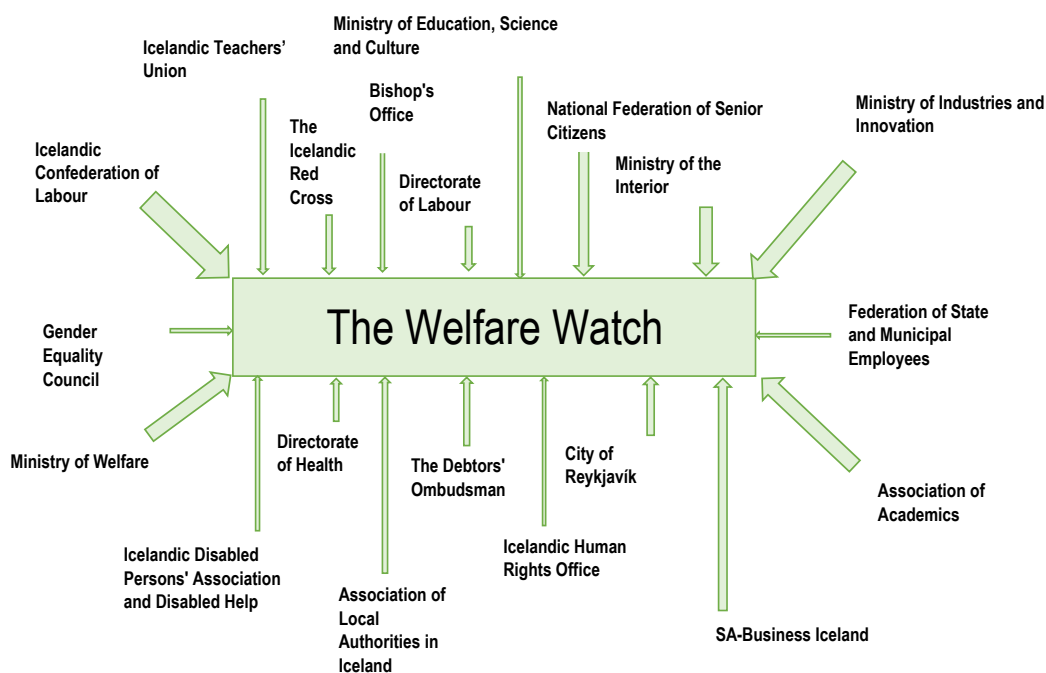 Ministry of Education, Science
and Culture
Icelandic Teachers’
Union
Bishop's
Office
National Federation of Senior
Citizens
Ministry of Industries and
Innovation
The
Icelandic
Red
Cross
Icelandic
Confederation of
Labour
Directorate
of Labour
Ministry of the
Interior
The Welfare Watch
Gender
Equality
Council
Federation of State
and Municipal
Employees
Ministry of Welfare
Directorate
of Health
The Debtors'
Ombudsman
City of
Reykjavík
Association of
Academics
Icelandic Disabled
Persons' Association
and Disabled Help
Association of
Local
Authorities in
Iceland
Icelandic Human
Rights Office
SA-Business Iceland